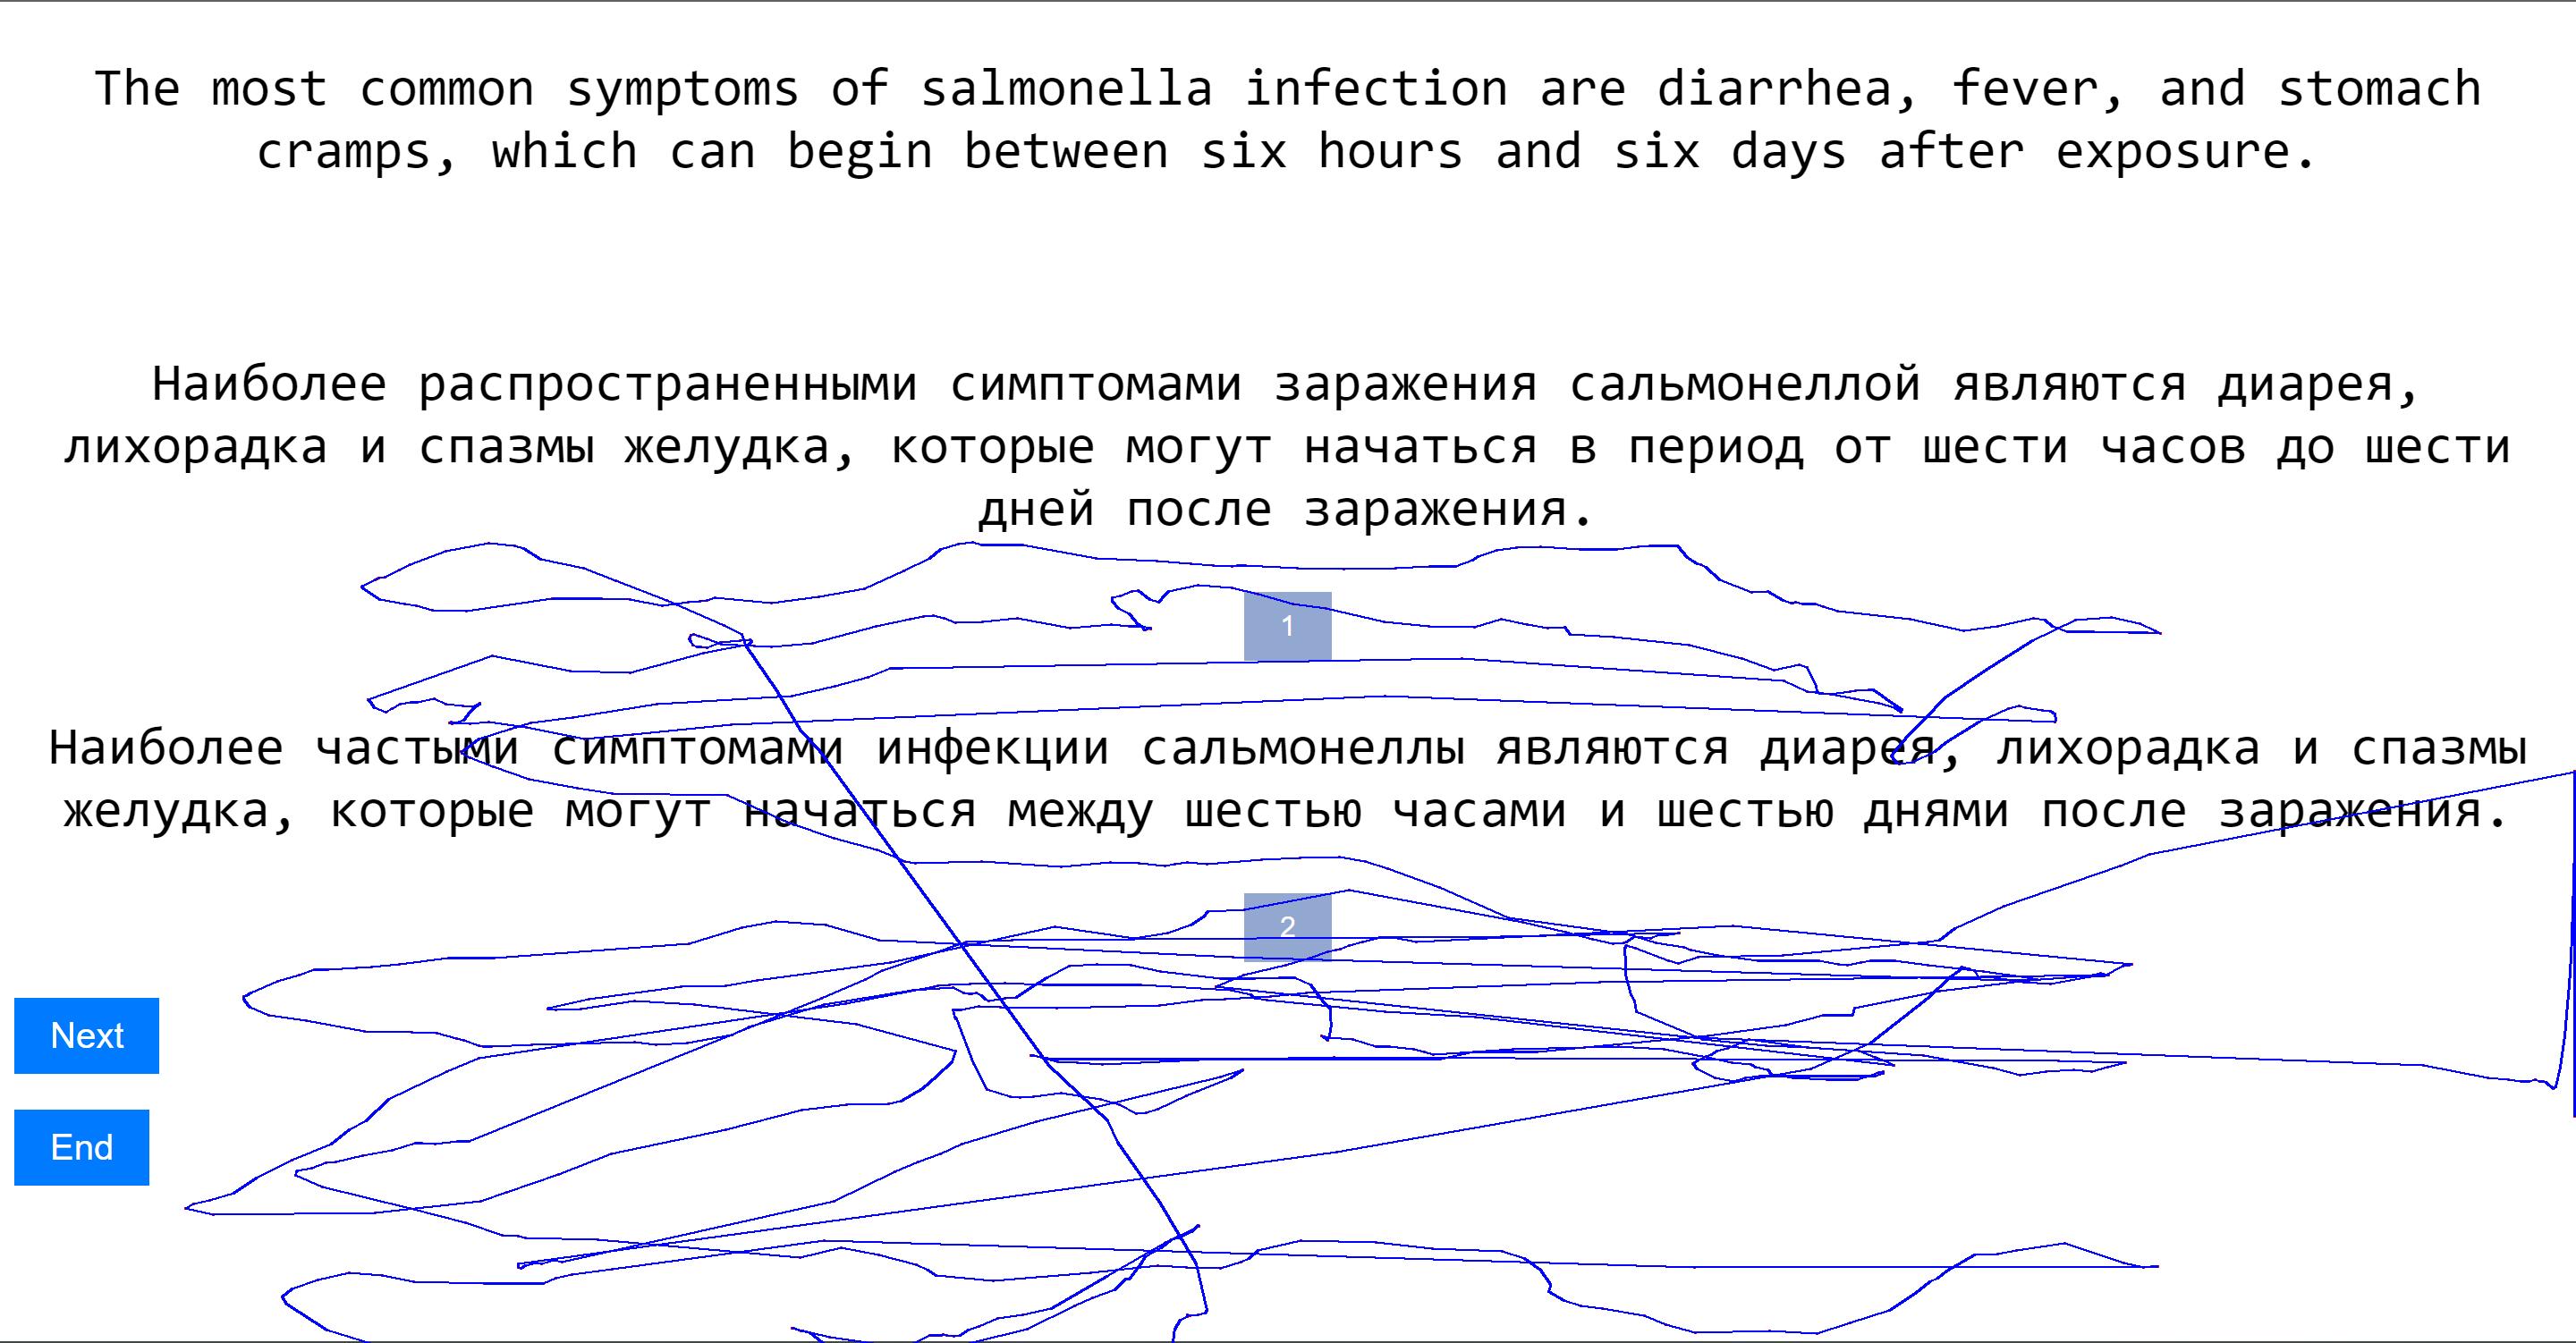 The most common symptoms of salmonella infection are diarrhea, fever, and stomach
cramps, which can begin between six hours and six days after exposure.
Наиболее распространенными симптомами заражения сальмонеллой являются диарея,
лихорадка и спазмы желудка, которые могут начаться в период от шести часов до шести
дней после заражения.
1
Наиболее частыми симптомами инфекции сальмонеллы являются диарея, лихорадка и спазмы
желудка, которые могут начаться между шестью часами и шестью днями после заражения.
2
Next
End